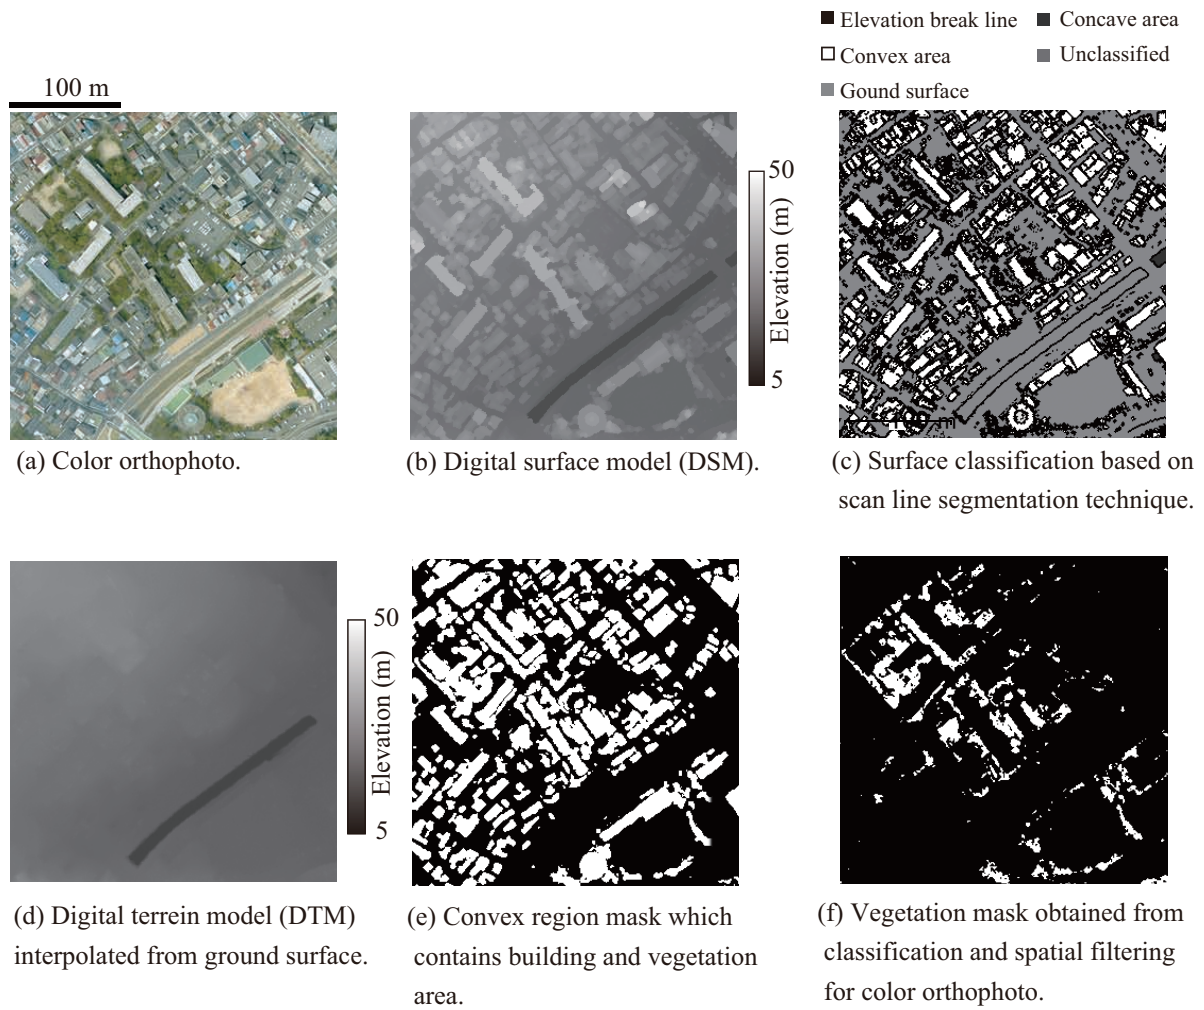 Elevation break line
Concave area
Convex area
Unclassified
Gound surface
100 m
50
Elevation (m)
5
(a) Color orthophoto.
(b) Digital surface model (DSM).
(c) Surface classification based on
scan line segmentation technique.
50
Elevation (m)
5
(d) Digital terrein model (DTM)
interpolated from ground surface.
(e) Convex region mask which
contains building and vegetation
area.
(f) Vegetation mask obtained from
classification and spatial filtering
for color orthophoto.